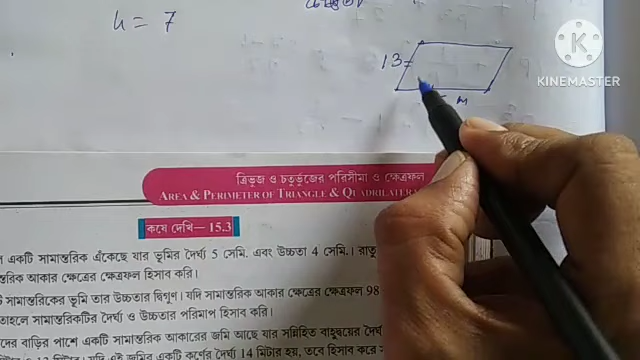 h = 7
13 =
M
KINEMASTER
ত্রিভুজ ও চতুর্ভুজের পরিসীমা ও ক্ষেত্রফল
AREA & PERIMETER OF TRIANGLE & QUADRILATERA
কষে দেখি–15.3
একটি সামান্তরিক এঁকেছে যার ভূমির দৈর্ঘ্য 5 সেমি. এবং উচ্চতা 4 সেমি.। রাতু
রিক আকার ক্ষেত্রের ক্ষেত্রফল হিসাব করি।
সামান্তরিকের ভূমি তার উচ্চতার দ্বিগুণ। যদি সামান্তরিক আকার ক্ষেত্রের ক্ষেত্রফল 98
তাহলে সামান্তরিকটির দৈর্ঘ্য ও উচ্চতার পরিমাপ হিসাব করি।
দের বাড়ির পাশে একটি সামান্তরিক আকারের জমি আছে যার সন্নিহিত বাহুদ্বয়ের দৈর্ঘ্য
13 মিটার। যদি এই জমির একটি কর্ণের দৈর্ঘ্য 14 মিটার হয়, তবে হিসাব করে